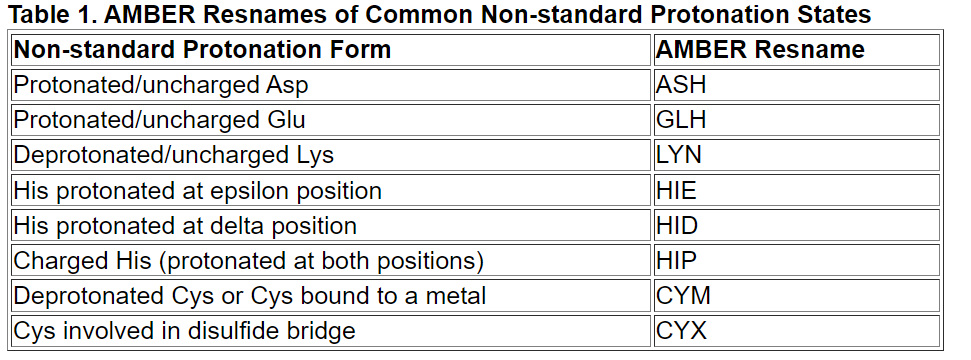 Table 1. AMBER Resnames of Common Non-standard Protonation States
Non-standard Protonation Form AMBER Resname
Protonated/uncharged Asp ASH
Protonated/uncharged Glu GLH
Deprotonated/uncharged Lys LYN
His protonated at epsilon position HIE
His protonated at delta position HID
Charged His (protonated at both positions) HIP
Deprotonated Cys or Cys bound to a metal CYM
Cys involved in disulfide bridge CYX